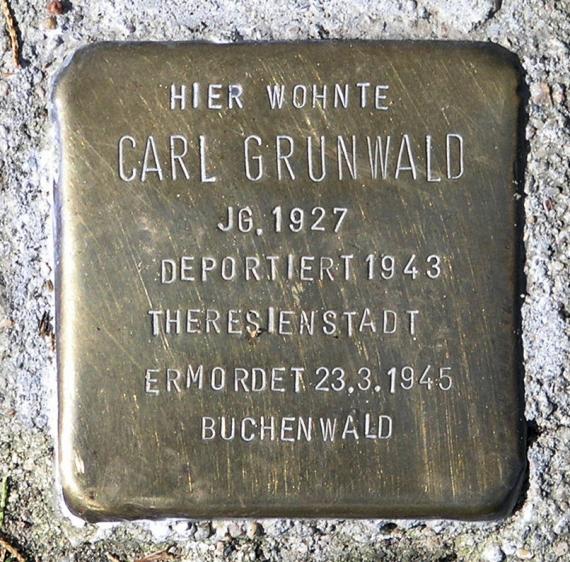 HIER WOHNTE
CARL GRUNWALD
JG. 1927
DEPORTIERT 1943
THERESIENSTADT
ERMORDET 23.3.1945
BUCHENWALD